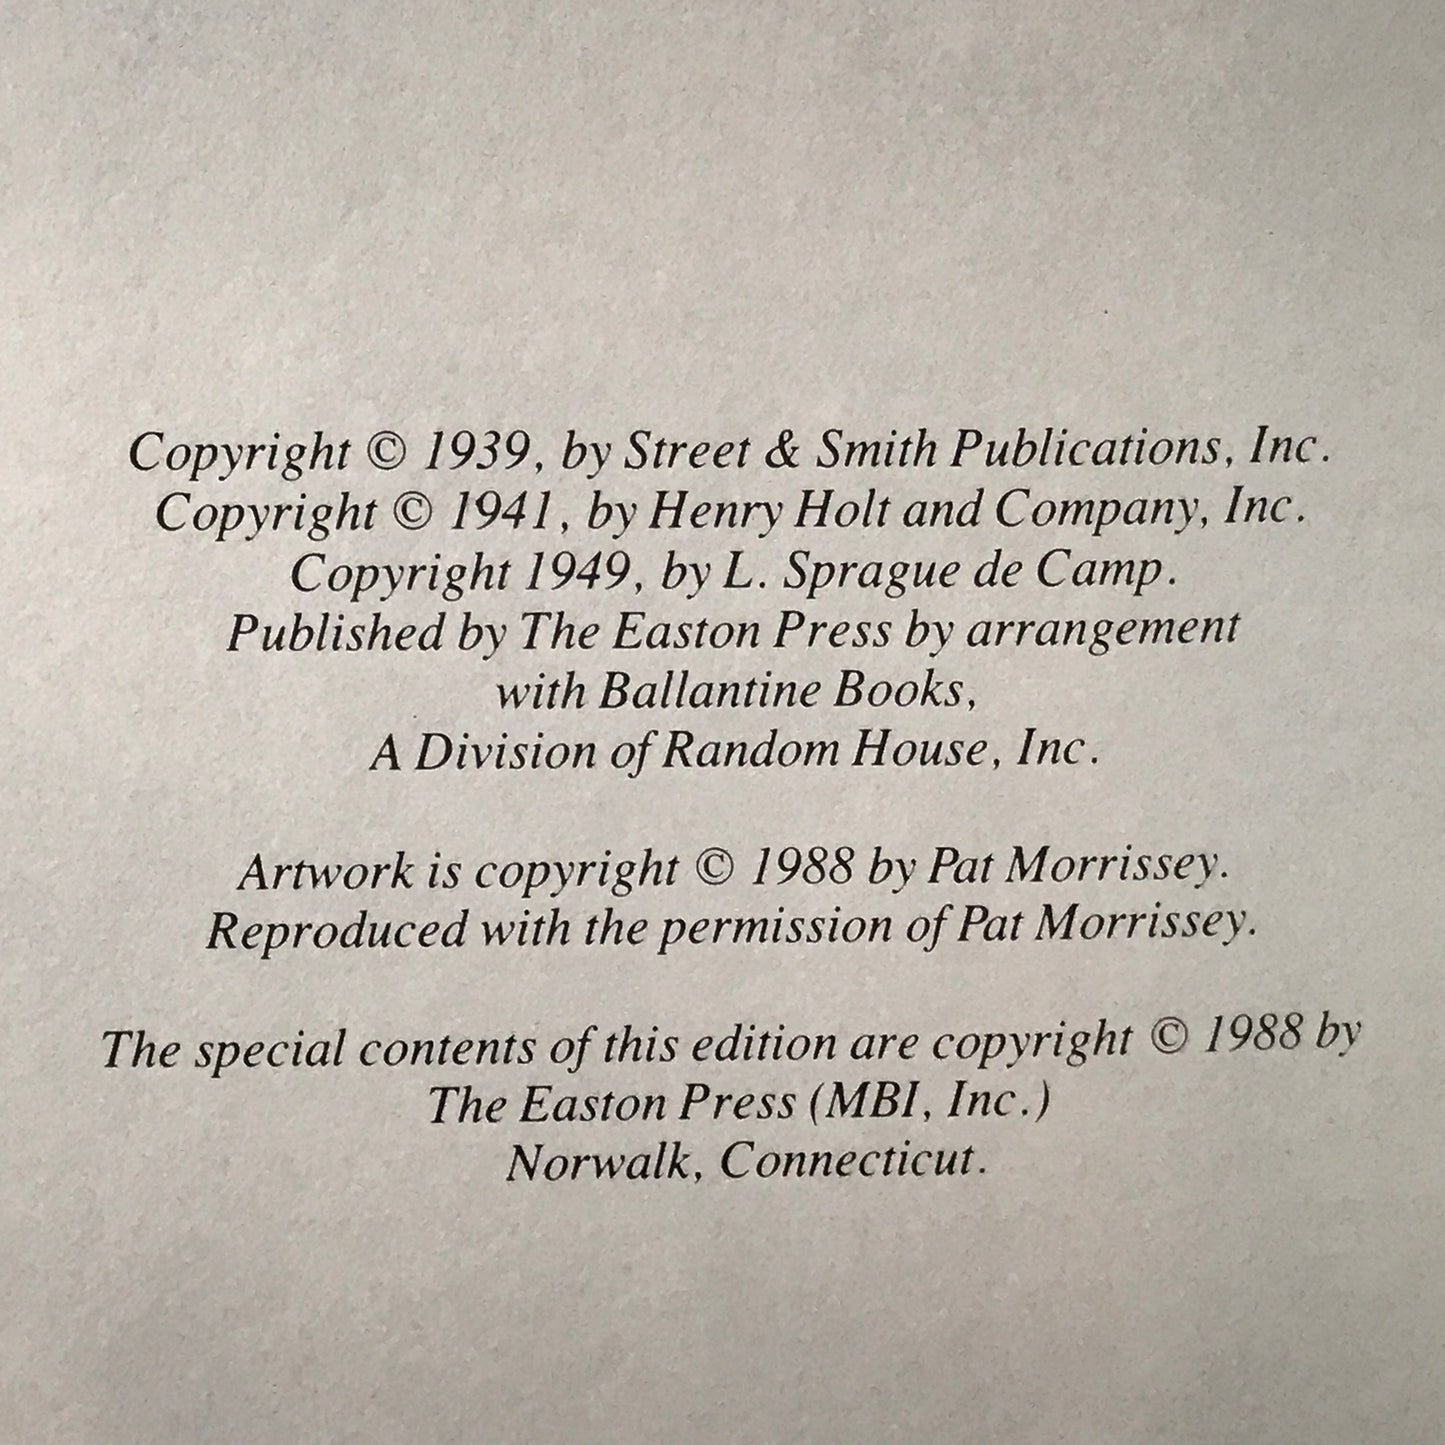 Copyright © 1939, by Street & Smith Publications, Inc.
Copyright © 1941, by Henry Holt and Company, Inc.
Copyright 1949, by L. Sprague de Camp.
Published by The Easton Press by arrangement
with Ballantine Books,
A Division of Random House, Inc.
Artwork is copyright © 1988 by Pat Morrissey.
Reproduced with the permission of Pat Morrissey.
The special contents of this edition are copyright © 1988 by
The Easton Press (MBI, Inc.)
Norwalk, Connecticut.